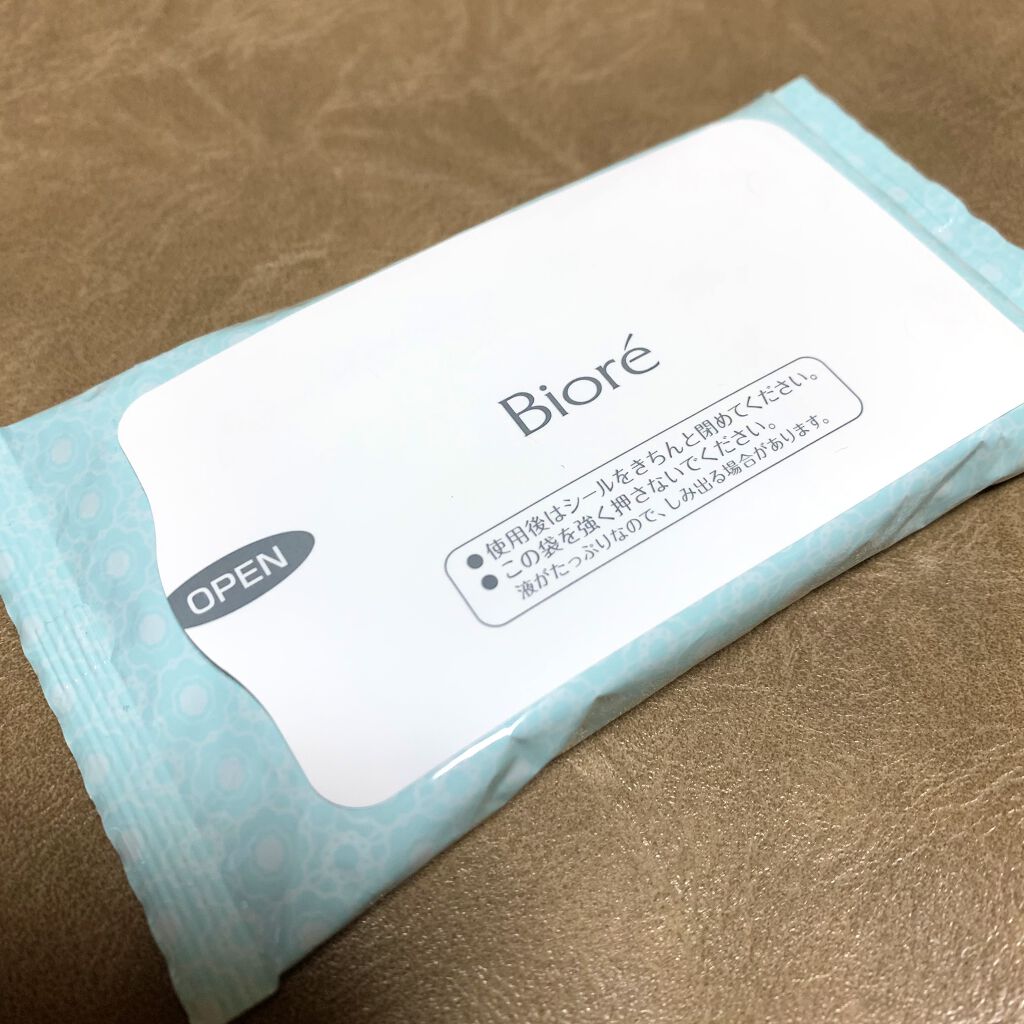 Bioré
● 使用後はシールをきちんと閉めてください。
● この袋を強く押さないでください。
液がたっぷりなので、しみ出る場合があります。
OPEN